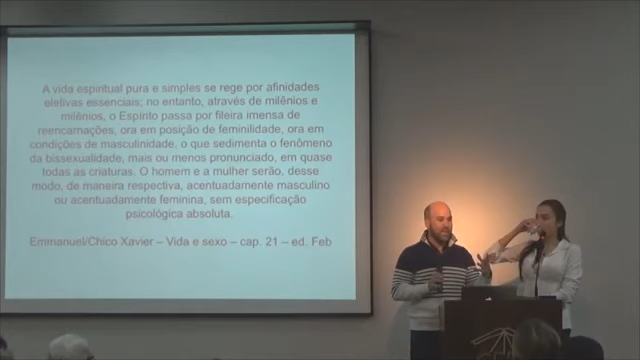 A vida espiritual pura e simples se rege por afinidades
eletivas essenciais; no entanto, através de milênios e
milênios, o Espírito passa por fileira imensa de
reencarnações, ora em posição de feminilidade, ora em
condições de masculinidade, o que sedimenta o fenômeno
da bissexualidade, mais ou menos pronunciado, em quase
todas as criaturas. O homem e a mulher serão, desse
modo, de maneira respectiva, acentuadamente masculino
ou acentuadamente feminina, sem especificação
psicológica absoluta.
Emmanuel/Chico Xavier – Vida e sexo – cap. 21 – ed. Feb